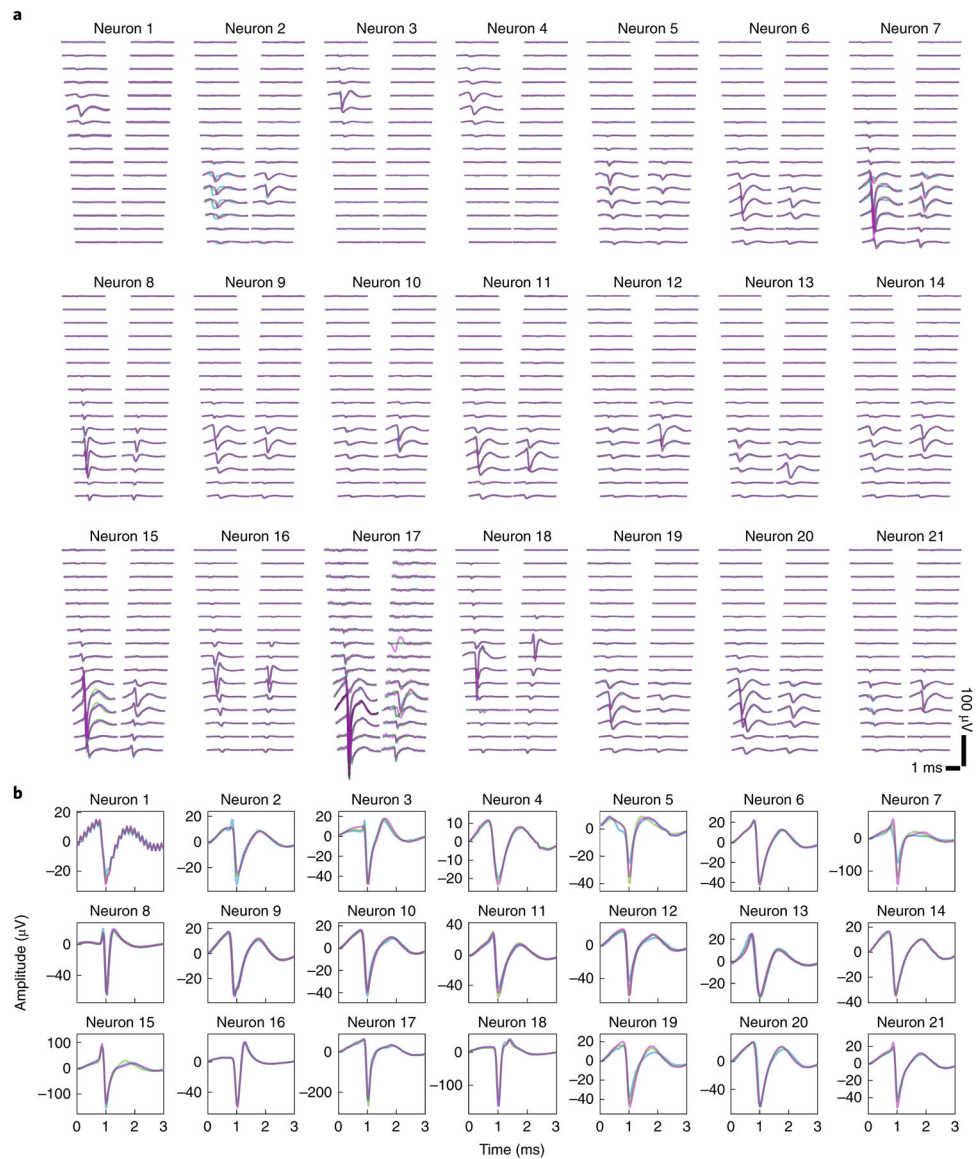 a
Neuron 1 Neuron 2 Neuron 3 Neuron 4 Neuron 5 Neuron 6 Neuron 7
Neuron 8 Neuron 9 Neuron 10 Neuron 11 Neuron 12 Neuron 13 Neuron 14
Neuron 15 Neuron 16 Neuron 17 Neuron 18 Neuron 19 Neuron 20 Neuron 21
100 μV
1 ms
b
Neuron 1 Neuron 2 Neuron 3 Neuron 4 Neuron 5 Neuron 6 Neuron 7
20 20 20 10 0 20 0
0 0 0 0 −20 0 −100
−20 −20 −20 −10 −40 −20
−40 −20 −40
Neuron 8 Neuron 9 Neuron 10 Neuron 11 Neuron 12 Neuron 13 Neuron 14
0 0 20 40 20 20 20
−40 −20 0 20 0 0 0
−20 0 −20 −20 −20
−40 −20 −40 −40
−40 −60
Neuron 15 Neuron 16 Neuron 17 Neuron 18 Neuron 19 Neuron 20 Neuron 21
100 0 0 0 20 20 20
0 −40 −200 −100 0 0 0
−100 −20 −20 −20
−40 −40 −40
−60
0 1 2 3 0 1 2 3 0 1 2 3 0 1 2 3 0 1 2 3 0 1 2 3 0 1 2 3
Amplitude (μV)
Time (ms)